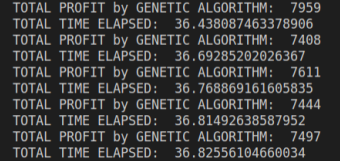 TOTAL PROFIT by GENETIC ALGORITHM:  7959
TOTAL TIME ELAPSED:  36.438087463378906
TOTAL PROFIT by GENETIC ALGORITHM:  7408
TOTAL TIME ELAPSED:  36.69285202026367
TOTAL PROFIT by GENETIC ALGORITHM:  7611
TOTAL TIME ELAPSED:  36.768869161605835
TOTAL PROFIT by GENETIC ALGORITHM:  7444
TOTAL TIME ELAPSED:  36.81492638587952
TOTAL PROFIT by GENETIC ALGORITHM:  7497
TOTAL TIME ELAPSED:  36.82556104660034